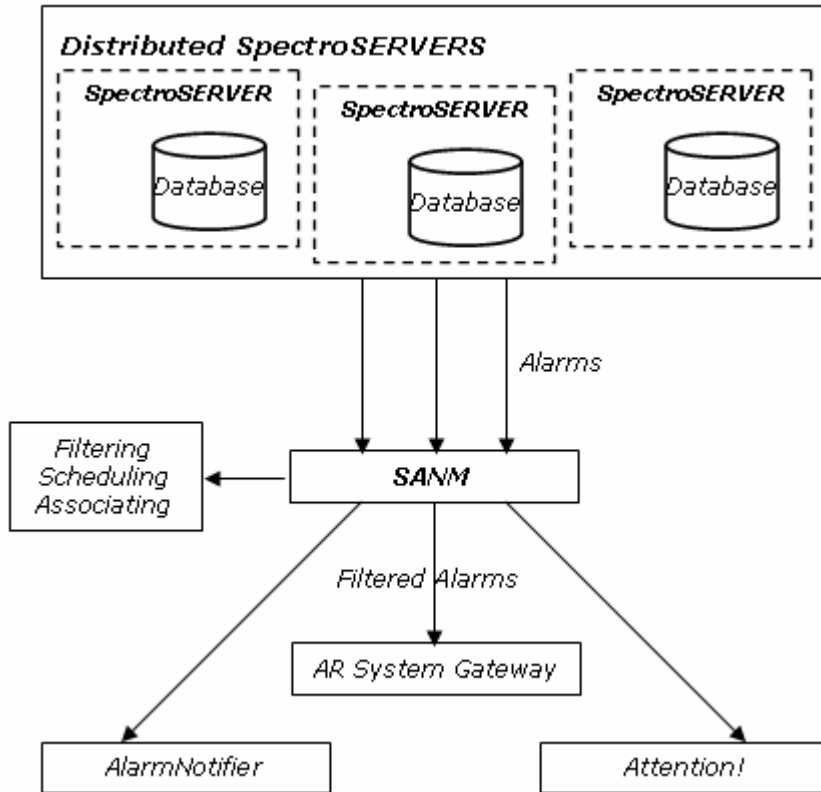 Distributed SpectroSERVERS
SpectroSERVER
SpectroSERVER
SpectroSERVER
Database
Database
Database
Alarms
Filtering
Scheduling
Associating
SANM
Filtered Alarms
AR System Gateway
AlarmNotifier
Attention!